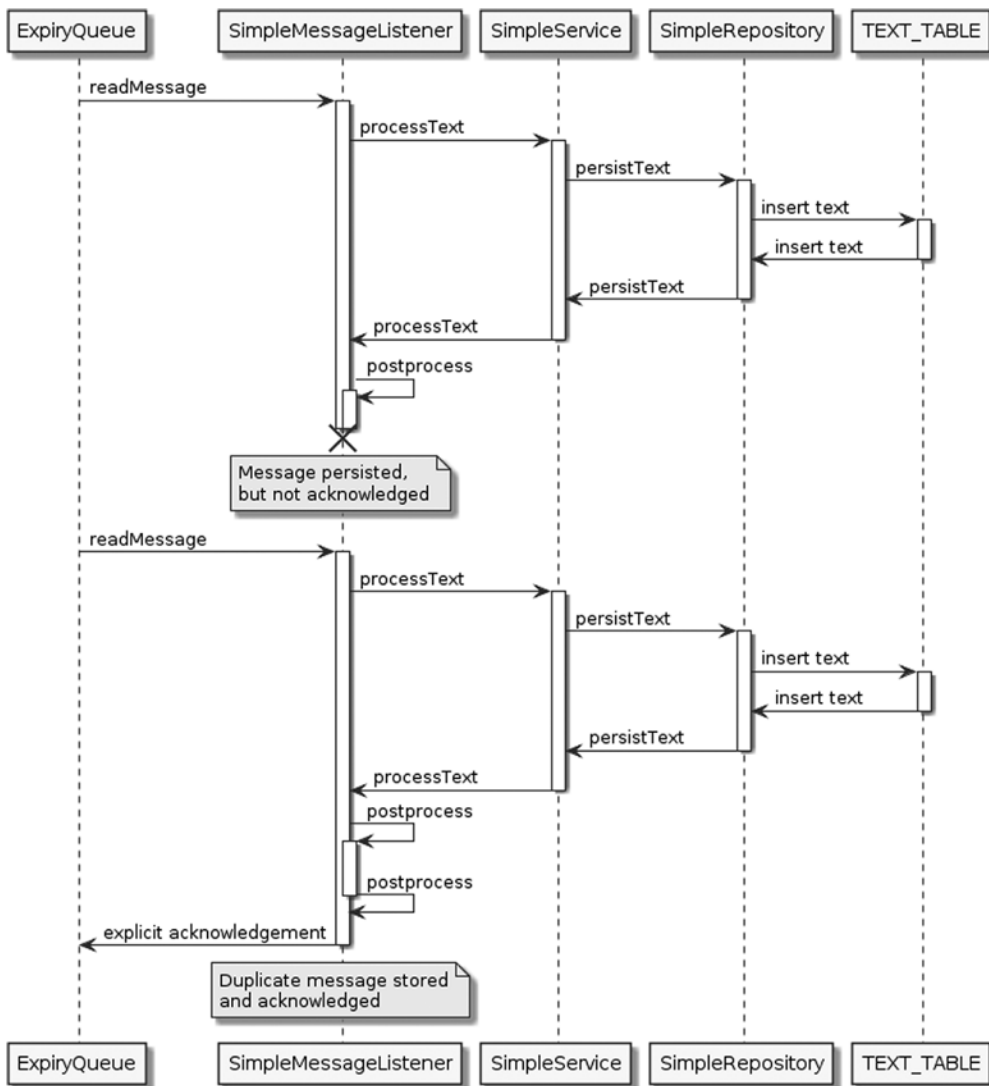 ExpiryQueue
SimpleMessageListener
SimpleService
SimpleRepository
TEXT_TABLE
readMessage
processText
persistText
insert text
insert text
persistText
processText
postprocess
Message persisted,
but not acknowledged
readMessage
processText
persistText
insert text
insert text
persistText
processText
postprocess
postprocess
explicit acknowledgement
Duplicate message stored
and acknowledged
ExpiryQueue
SimpleMessageListener
SimpleService
SimpleRepository
TEXT_TABLE